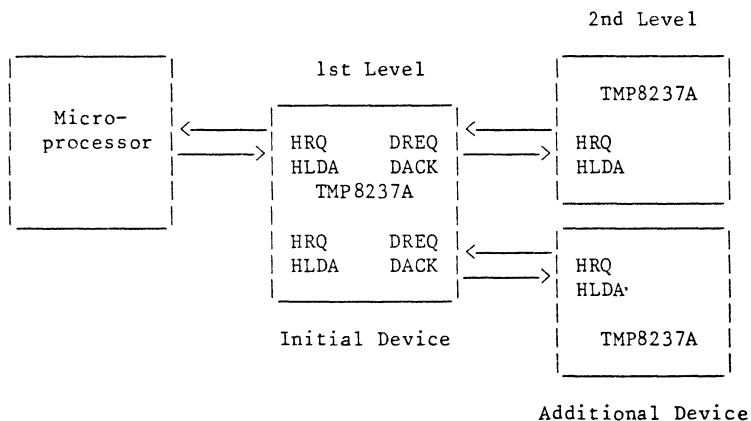 2nd Level
1st Level
Micro-
processor
HRQ DREQ
HLDA DACK
TMP8237A
HRQ DREQ
HLDA DACK
TMP8237A
HRQ
HLDA
HRQ
HLDA
TMP8237A
Initial Device
Additional Device